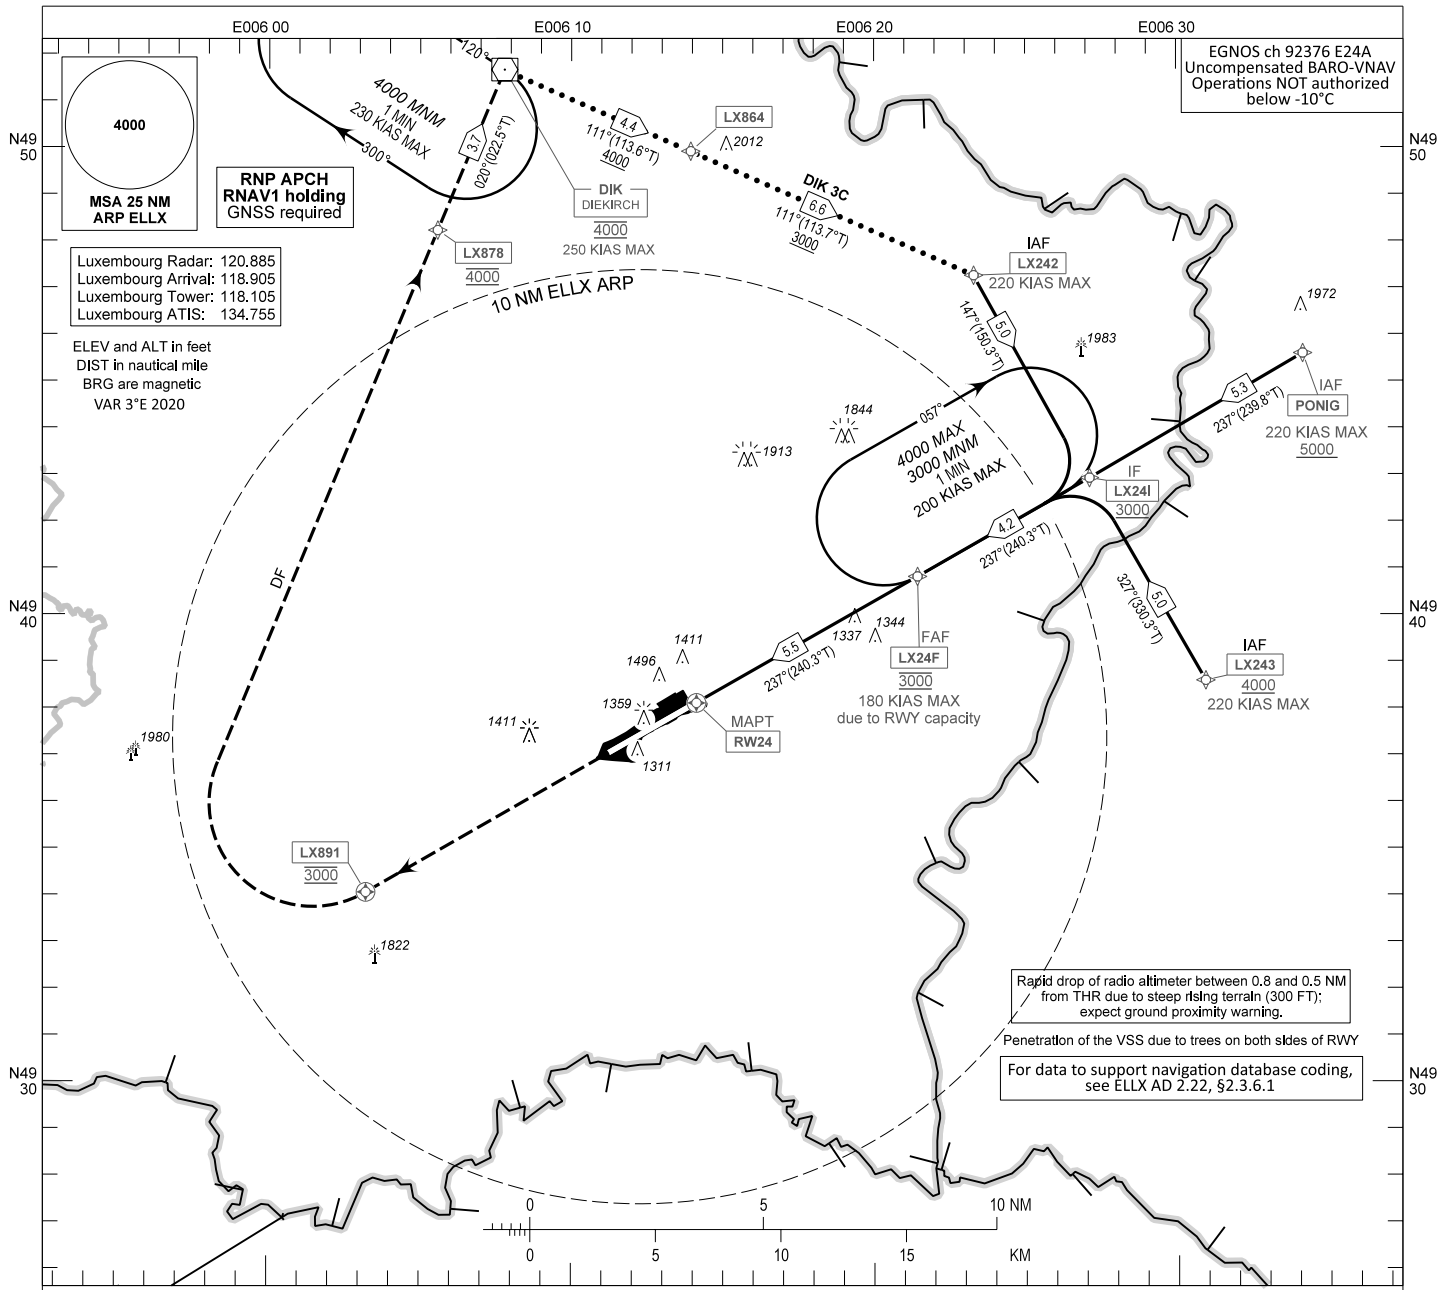 E006 00
E006 10
E006 20
E006 30
4000
MSA 25 NM
ARP ELLX
RNP APCH
RNAV1 holding
GNSS required
Luxembourg Radar: 120.885
Luxembourg Arrival: 118.905
Luxembourg Tower: 118.105
Luxembourg ATIS: 134.755
ELEV and ALT in feet
DIST in nautical mile
BRG are magnetic
VAR 3°E 2020
EGNOS ch 92376 E24A
Uncompensated BARO-VNAV
Operations NOT authorized
below -10°C
N49
50
N49
50
120°
4000 MNM
1 MIN
230 KIAS MAX
300°
3.7
020°(022.5°T)
4.4
111°(113.6°T)
4000
LX864
2012
DIK
DIEKIRCH
4000
250 KIAS MAX
DIK 3C
6.6
111°(113.7°T)
3000
LX878
4000
10 NM ELLX ARP
IAF
LX242
220 KIAS MAX
5.0
147°(150.3°T)
1983
1972
5.3
237°(239.8°T)
IAF
PONIG
220 KIAS MAX
5000
1844
1913
057°
4000 MAX
3000 MNM
1 MIN
200 KIAS MAX
IF
LX24I
3000
4.2
237°(240.3°T)
DF
N49
40
N49
40
5.0
327°(330.3°T)
IAF
LX243
4000
220 KIAS MAX
1337
1344
FAF
LX24F
3000
180 KIAS MAX
due to RWY capacity
5.5
237°(240.3°T)
1411
1496
1359
1411
1311
MAPT
RW24
1980
LX891
3000
1822
Rapid drop of radio altimeter between 0.8 and 0.5 NM
from THR due to steep rising terrain (300 FT);
expect ground proximity warning.
Penetration of the VSS due to trees on both sides of RWY
For data to support navigation database coding,
see ELLX AD 2.22, §2.3.6.1
N49
30
N49
30
0 5 10 NM
0 5 10 15 KM